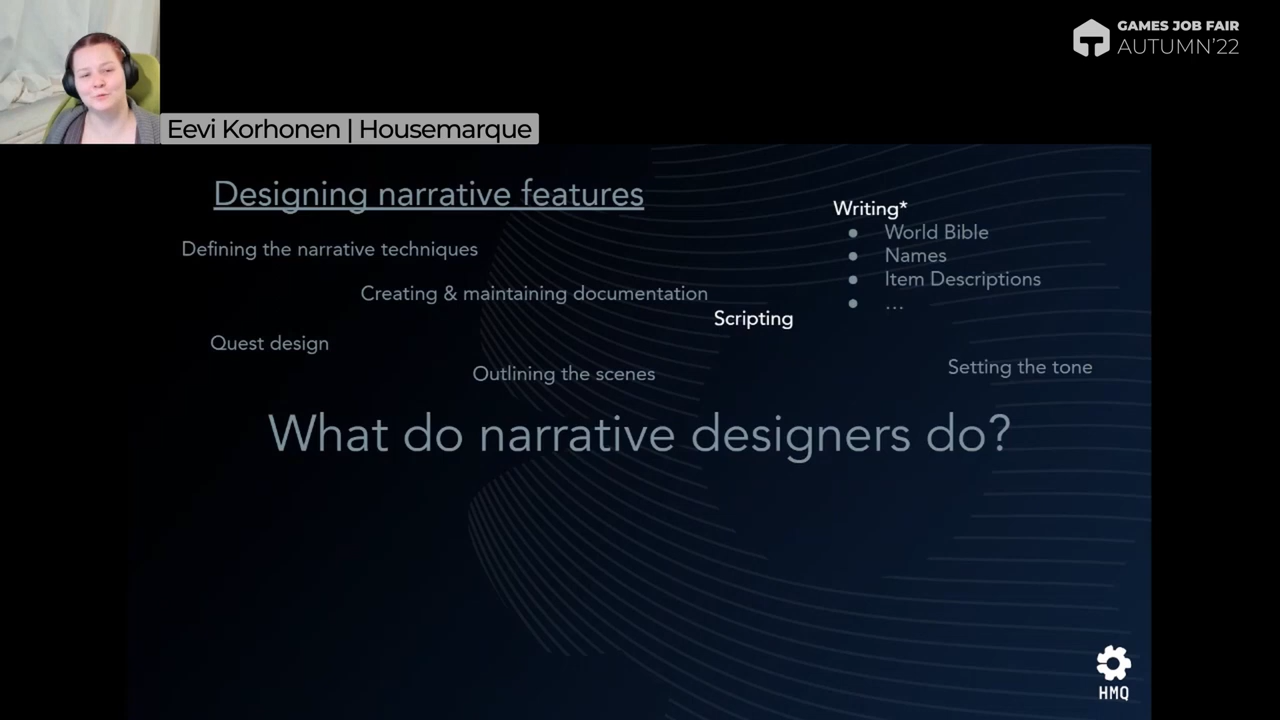 GAMES JOB FAIR
AUTUMN'22
Eevi Korhonen | Housemarque
Designing narrative features
Writing*
● World Bible
Defining the narrative techniques
● Names
● Item Descriptions
Creating & maintaining documentation
● ...
Scripting
Quest design
Outlining the scenes
Setting the tone
What do narrative designers do?
HMQ